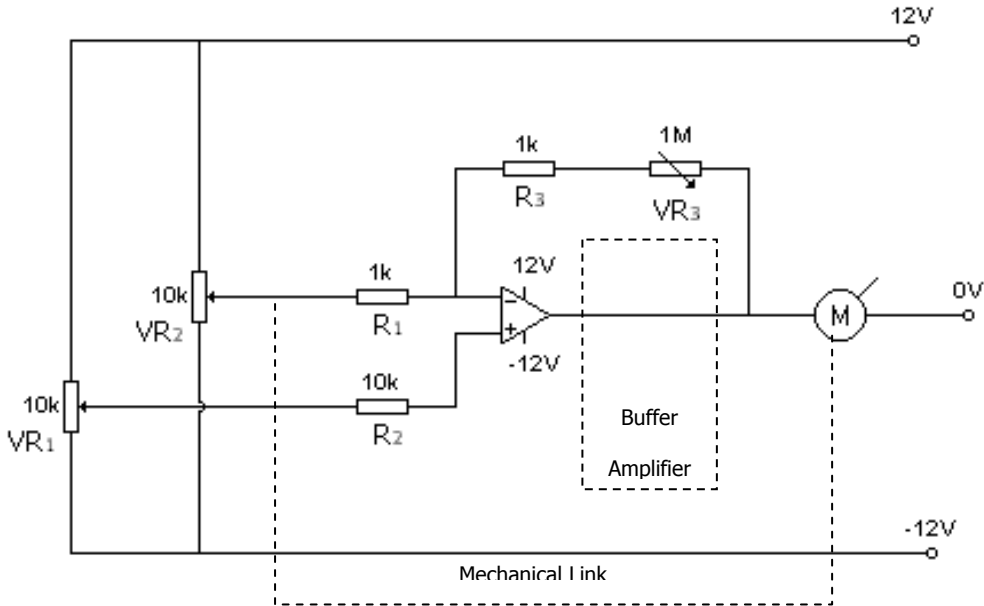 12V
1k
1M
R3
VR3
12V
1k
0V
10k
R1
M
VR2
-12V
10k
10k
R2
Buffer
VR1
Amplifier
-12V
Mechanical Link
−
+